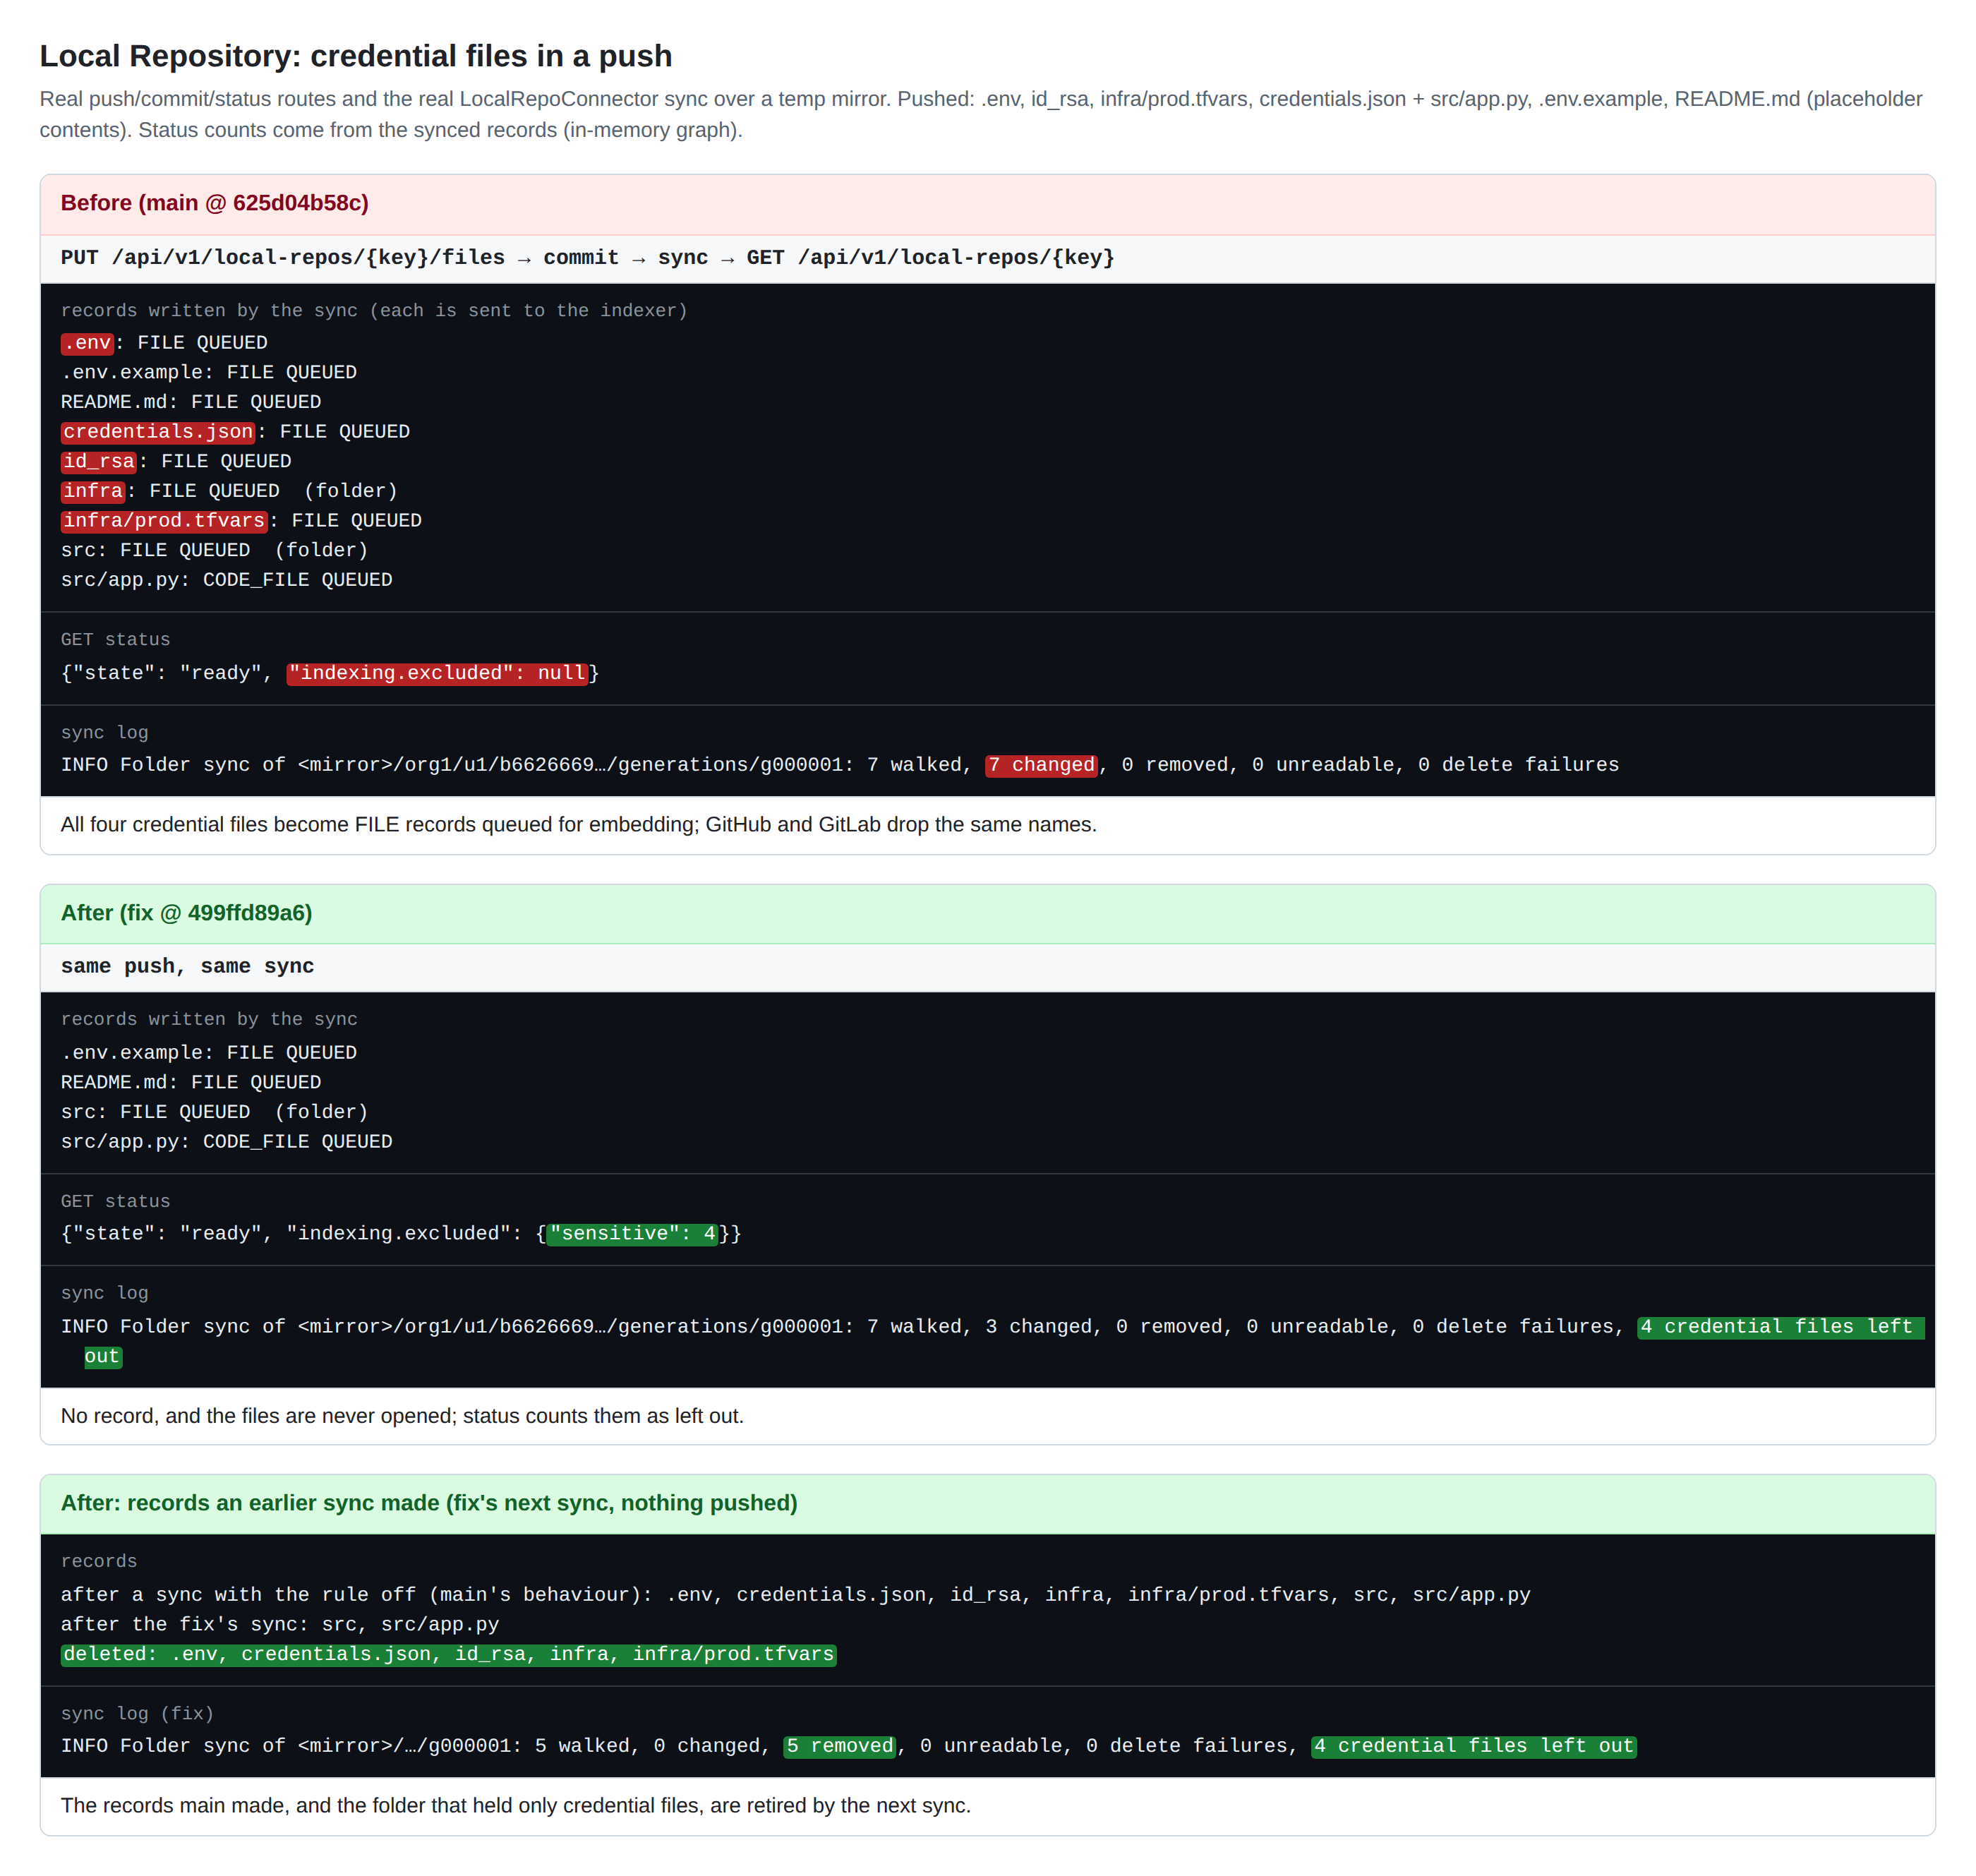 Local Repository: credential files in a push
Real push/commit/status routes and the real LocalRepoConnector sync over a temp mirror. Pushed: .env, id_rsa, infra/prod.tfvars, credentials.json + src/app.py, .env.example, README.md (placeholder
contents). Status counts come from the synced records (in-memory graph).
Before (main @ 625d04b58c)
PUT /api/v1/local-repos/{key}/files → commit → sync → GET /api/v1/local-repos/{key}
records written by the sync (each is sent to the indexer)
.env: FILE QUEUED
.env.example: FILE QUEUED
README.md: FILE QUEUED
credentials.json: FILE QUEUED
id_rsa: FILE QUEUED
infra: FILE QUEUED  (folder)
infra/prod.tfvars: FILE QUEUED
src: FILE QUEUED  (folder)
src/app.py: CODE_FILE QUEUED
GET status
{"state": "ready", "indexing.excluded": null}
sync log
INFO Folder sync of <mirror>/org1/u1/b6626669…/generations/g000001: 7 walked, 7 changed, 0 removed, 0 unreadable, 0 delete failures
All four credential files become FILE records queued for embedding; GitHub and GitLab drop the same names.
After (fix @ 499ffd89a6)
same push, same sync
records written by the sync
.env.example: FILE QUEUED
README.md: FILE QUEUED
src: FILE QUEUED  (folder)
src/app.py: CODE_FILE QUEUED
GET status
{"state": "ready", "indexing.excluded": {"sensitive": 4}}
sync log
INFO Folder sync of <mirror>/org1/u1/b6626669…/generations/g000001: 7 walked, 3 changed, 0 removed, 0 unreadable, 0 delete failures, 4 credential files left
out
No record, and the files are never opened; status counts them as left out.
After: records an earlier sync made (fix's next sync, nothing pushed)
records
after a sync with the rule off (main's behaviour): .env, credentials.json, id_rsa, infra, infra/prod.tfvars, src, src/app.py
after the fix's sync: src, src/app.py
deleted: .env, credentials.json, id_rsa, infra, infra/prod.tfvars
sync log (fix)
INFO Folder sync of <mirror>/…/g000001: 5 walked, 0 changed, 5 removed, 0 unreadable, 0 delete failures, 4 credential files left out
The records main made, and the folder that held only credential files, are retired by the next sync.